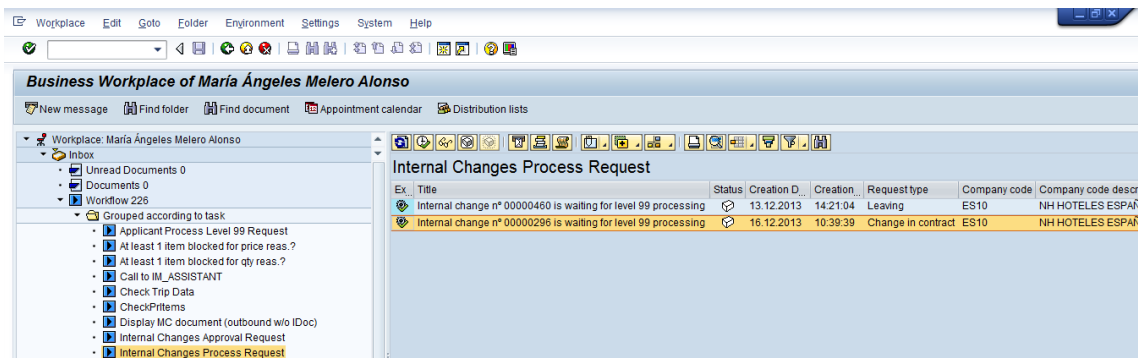 Workplace Edit Goto Folder Environment Settings System Help
Business Workplace of María Ángeles Melero Alonso
New message Find folder Find document Appointment calendar Distribution lists
Workplace: María Ángeles Melero Alonso
Inbox
Unread Documents 0
Documents 0
Workflow 226
Grouped according to task
Applicant Process Level 99 Request
At least 1 item blocked for price reas.?
At least 1 item blocked for qty reas.?
Call to IM_ASSISTANT
Check Trip Data
CheckPrItems
Display MC document (outbound w/o IDoc)
Internal Changes Approval Request
Internal Changes Process Request
Internal Changes Process Request
Ex.. Title Status Creation D... Creation... Request type Company code Company code descr
Internal change nº 00000460 is waiting for level 99 processing 13.12.2013 14:21:04 Leaving ES10 NH HOTELES ESPAÑ
Internal change nº 00000296 is waiting for level 99 processing 16.12.2013 10:39:39 Change in contract ES10 NH HOTELES ESPAÑ